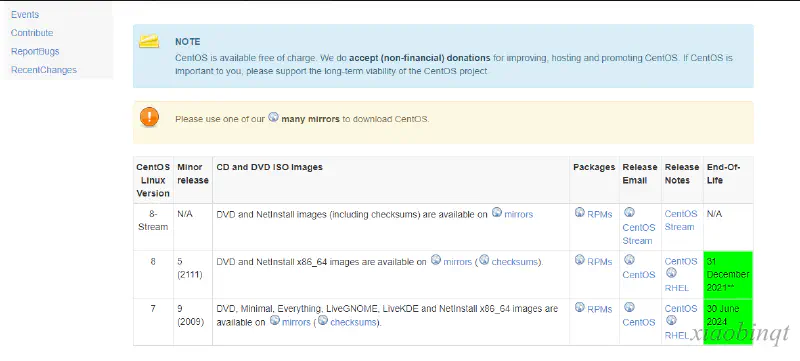 Events
Contribute
ReportBugs
RecentChanges
NOTE
CentOS is available free of charge. We do accept (non-financial) donations for improving, hosting and promoting CentOS. If CentOS is
important to you, please support the long-term viability of the CentOS project.
Please use one of our many mirrors to download CentOS.
CentOS Minor CD and DVD ISO Images Packages Release Release End-Of-
Linux release Email Notes Life
Version
8- N/A DVD and NetInstall images (including checksums) are available on mirrors RPMs CentOS N/A
Stream CentOS Stream
Stream
8 5 DVD and NetInstall x86_64 images are available on mirrors ( checksums). RPMs CentOS 31
(2111) CentOS December
RHEL 2021**
7 9 DVD, Minimal, Everything, LiveGNOME, LiveKDE and NetInstall x86_64 images are RPMs CentOS 30 June
(2009) available on mirrors ( checksums). CentOS 2024
RHEL
xiaobinqt